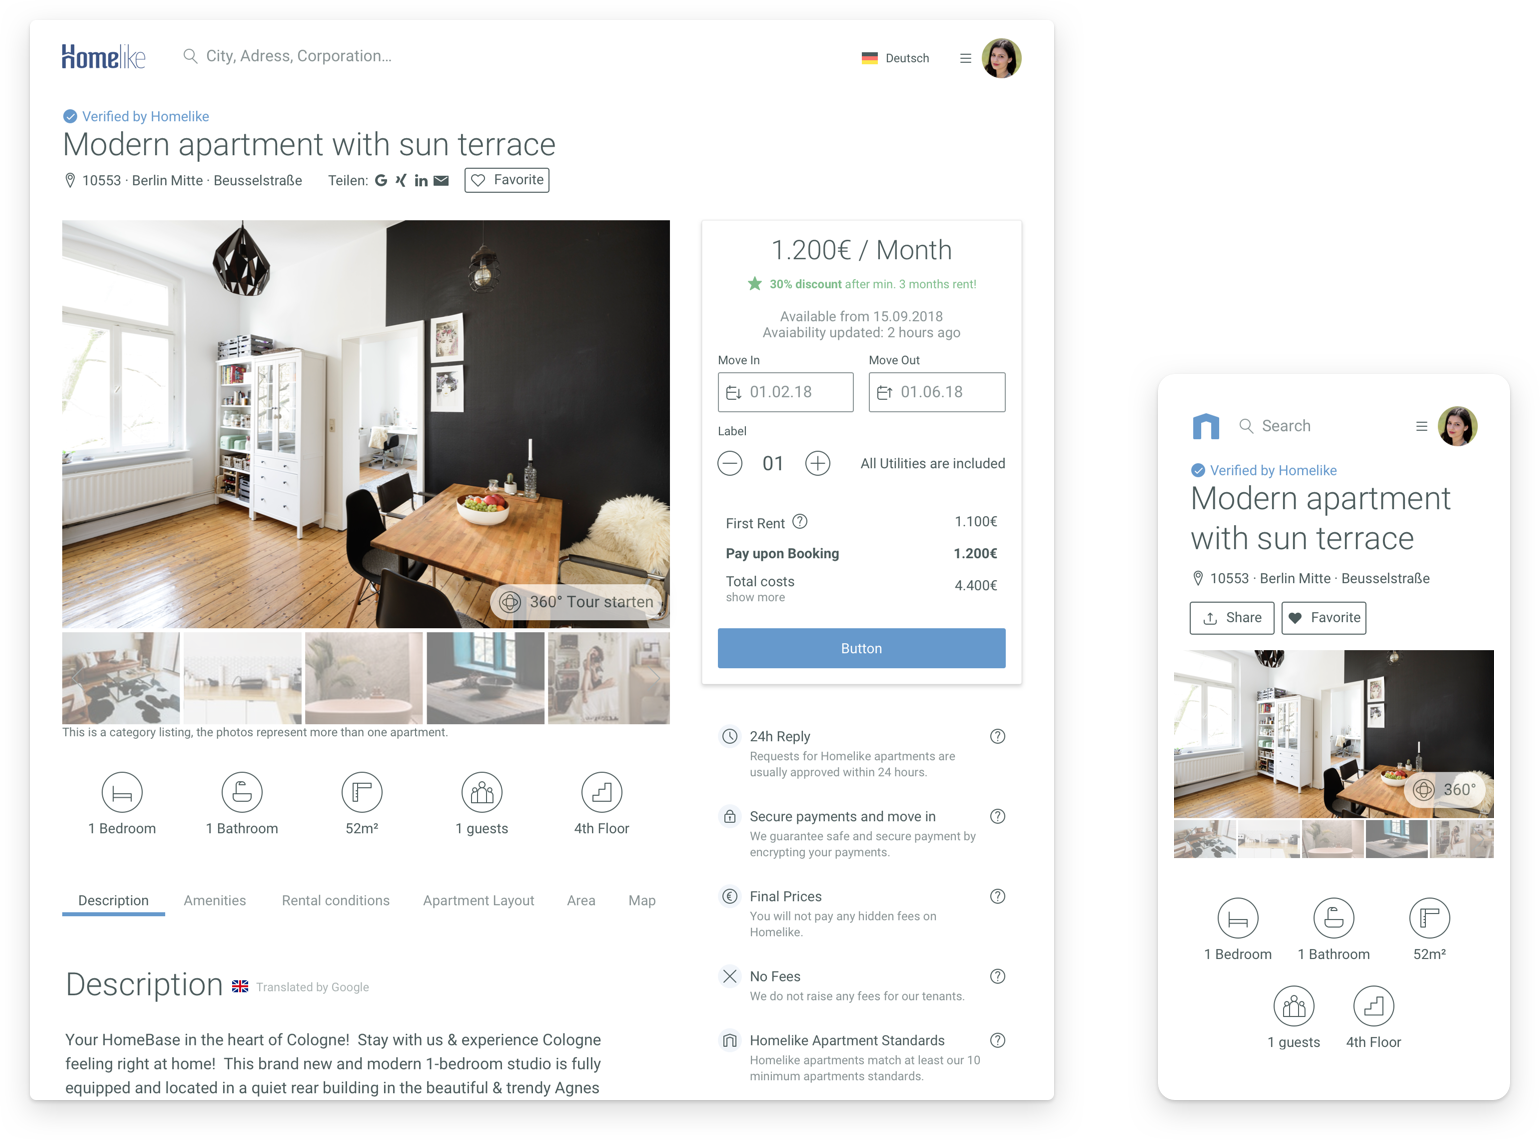 Homelike
City, Adress, Corporation...
Deutsch
Verified by Homelike
Modern apartment with sun terrace
10553 · Berlin Mitte · Beusselstraße
Teilen:
Favorite
360° Tour starten
This is a category listing, the photos represent more than one apartment.
1 Bedroom
1 Bathroom
52m²
1 guests
4th Floor
Description
Amenities
Rental conditions
Apartment Layout
Area
Map
Description
Translated by Google
Your HomeBase in the heart of Cologne! Stay with us & experience Cologne
feeling right at home! This brand new and modern 1-bedroom studio is fully
equipped and located in a quiet rear building in the beautiful & trendy Agnes
1.200€ / Month
30% discount after min. 3 months rent!
Available from 15.09.2018
Avaiability updated: 2 hours ago
Move In
Move Out
01.02.18
01.06.18
Label
01
All Utilities are included
First Rent
1.100€
Pay upon Booking
1.200€
Total costs
4.400€
show more
Button
24h Reply
Requests for Homelike apartments are
usually approved within 24 hours.
Secure payments and move in
We guarantee safe and secure payment by
encrypting your payments.
Final Prices
You will not pay any hidden fees on
Homelike.
No Fees
We do not raise any fees for our tenants.
Homelike Apartment Standards
Homelike apartments match at least our 10
minimum apartments standards.
Search
Verified by Homelike
Modern apartment
with sun terrace
10553 · Berlin Mitte · Beusselstraße
Share
Favorite
360°
1 Bedroom
1 Bathroom
52m²
1 guests
4th Floor